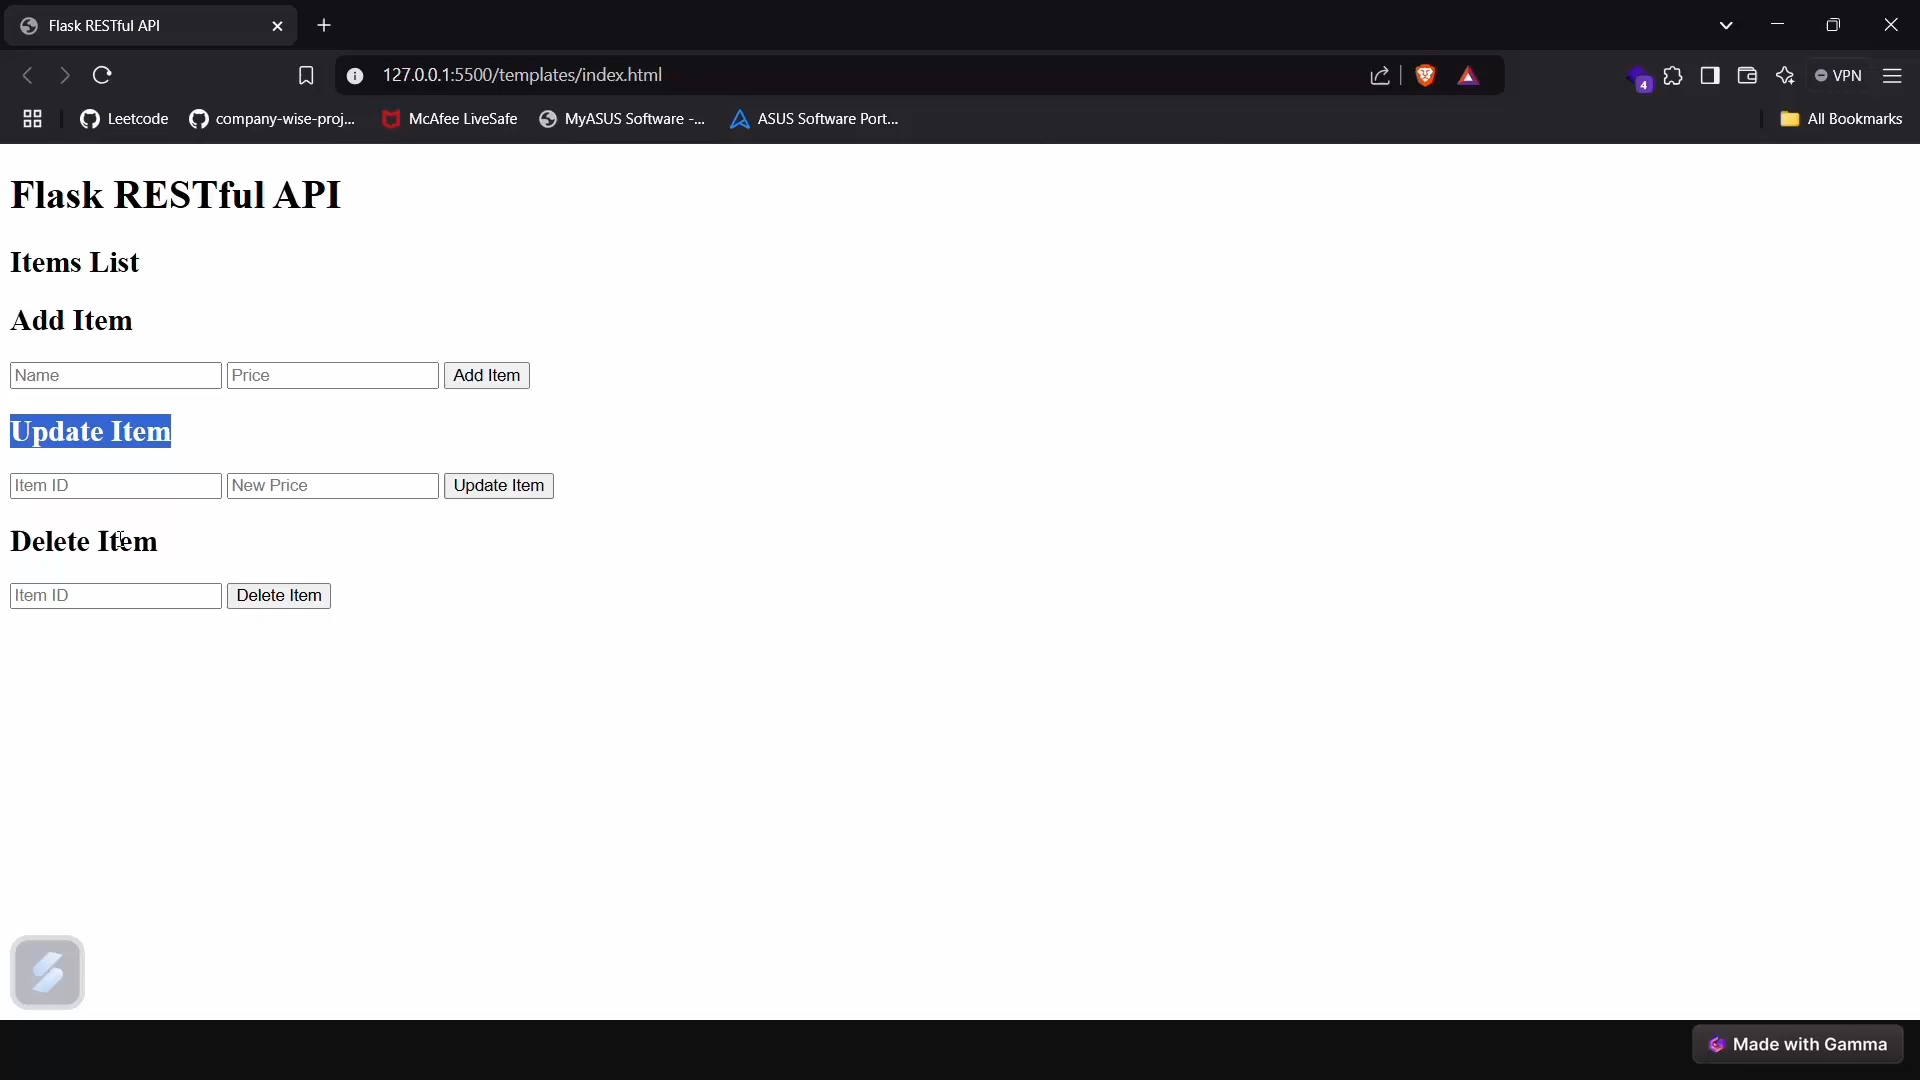 Flask RESTful API
127.0.0.1:5500/templates/index.html
4
VPN
Leetcode
company-wise-proj...
McAfee LiveSafe
MyASUS Software -...
ASUS Software Port...
All Bookmarks
Flask RESTful API
Items List
Add Item
Name Price Add Item
Update Item
Item ID New Price Update Item
Delete Item
Item ID Delete Item
Made with Gamma